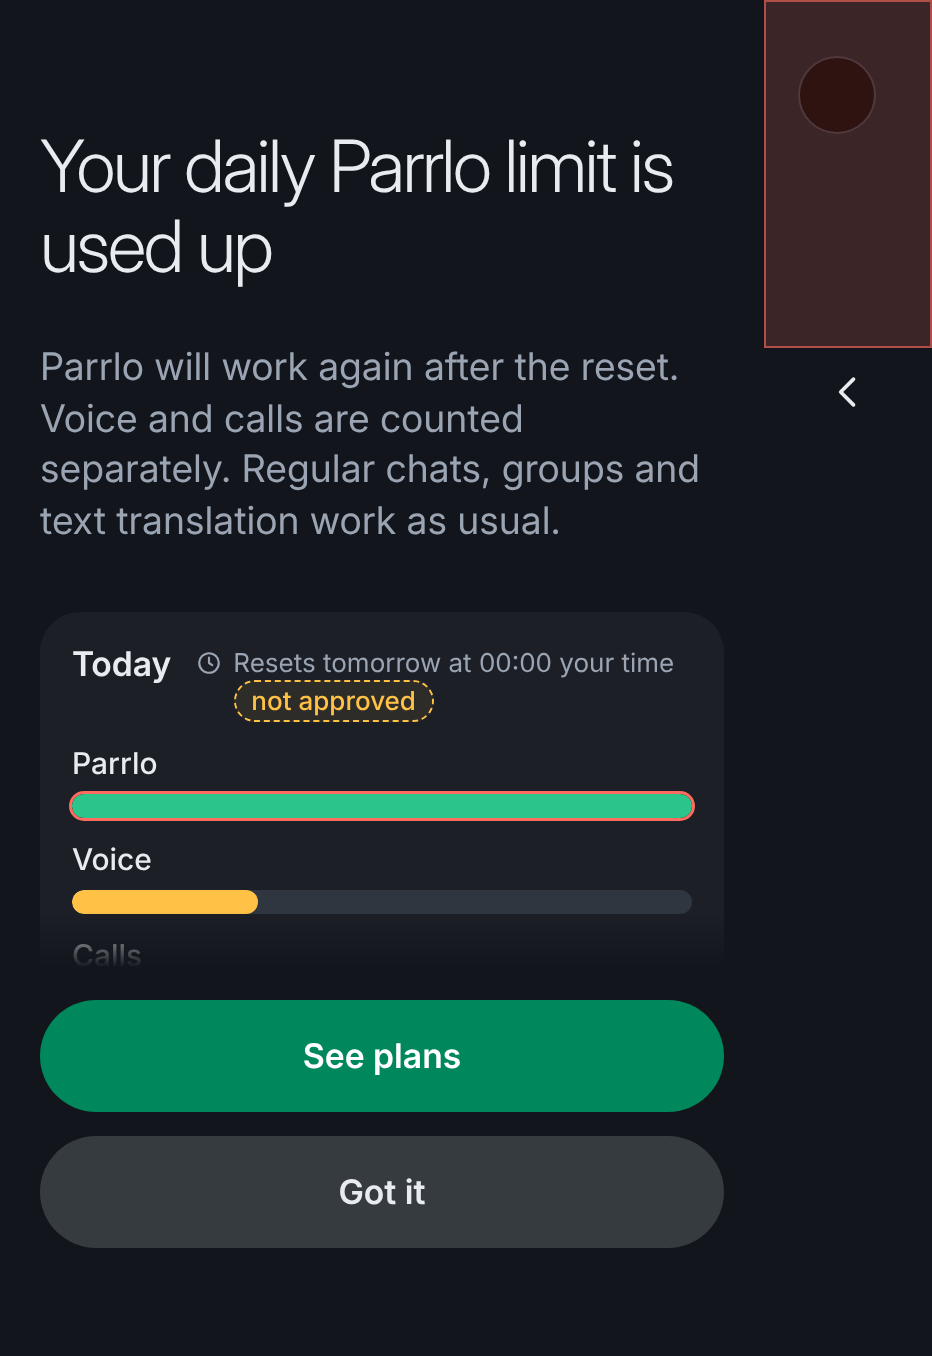 Your daily Parrlo limit is
used up
Parrlo will work again after the reset.
Voice and calls are counted
separately. Regular chats, groups and
text translation work as usual.
Today
Resets tomorrow at 00:00 your time
not approved
Parrlo
Voice
Calls
See plans
Got it